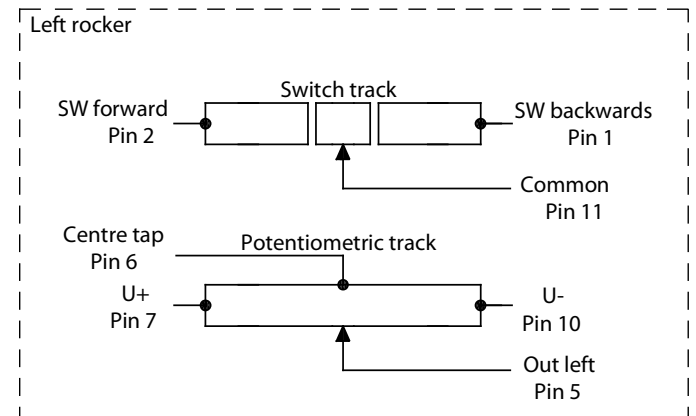 Left rocker
Switch track
SW forward
Pin 2
SW backwards
Pin 1
Common
Pin 11
Centre tap
Pin 6
Potentiometric track
U+
Pin 7
U-
Pin 10
Out left
Pin 5